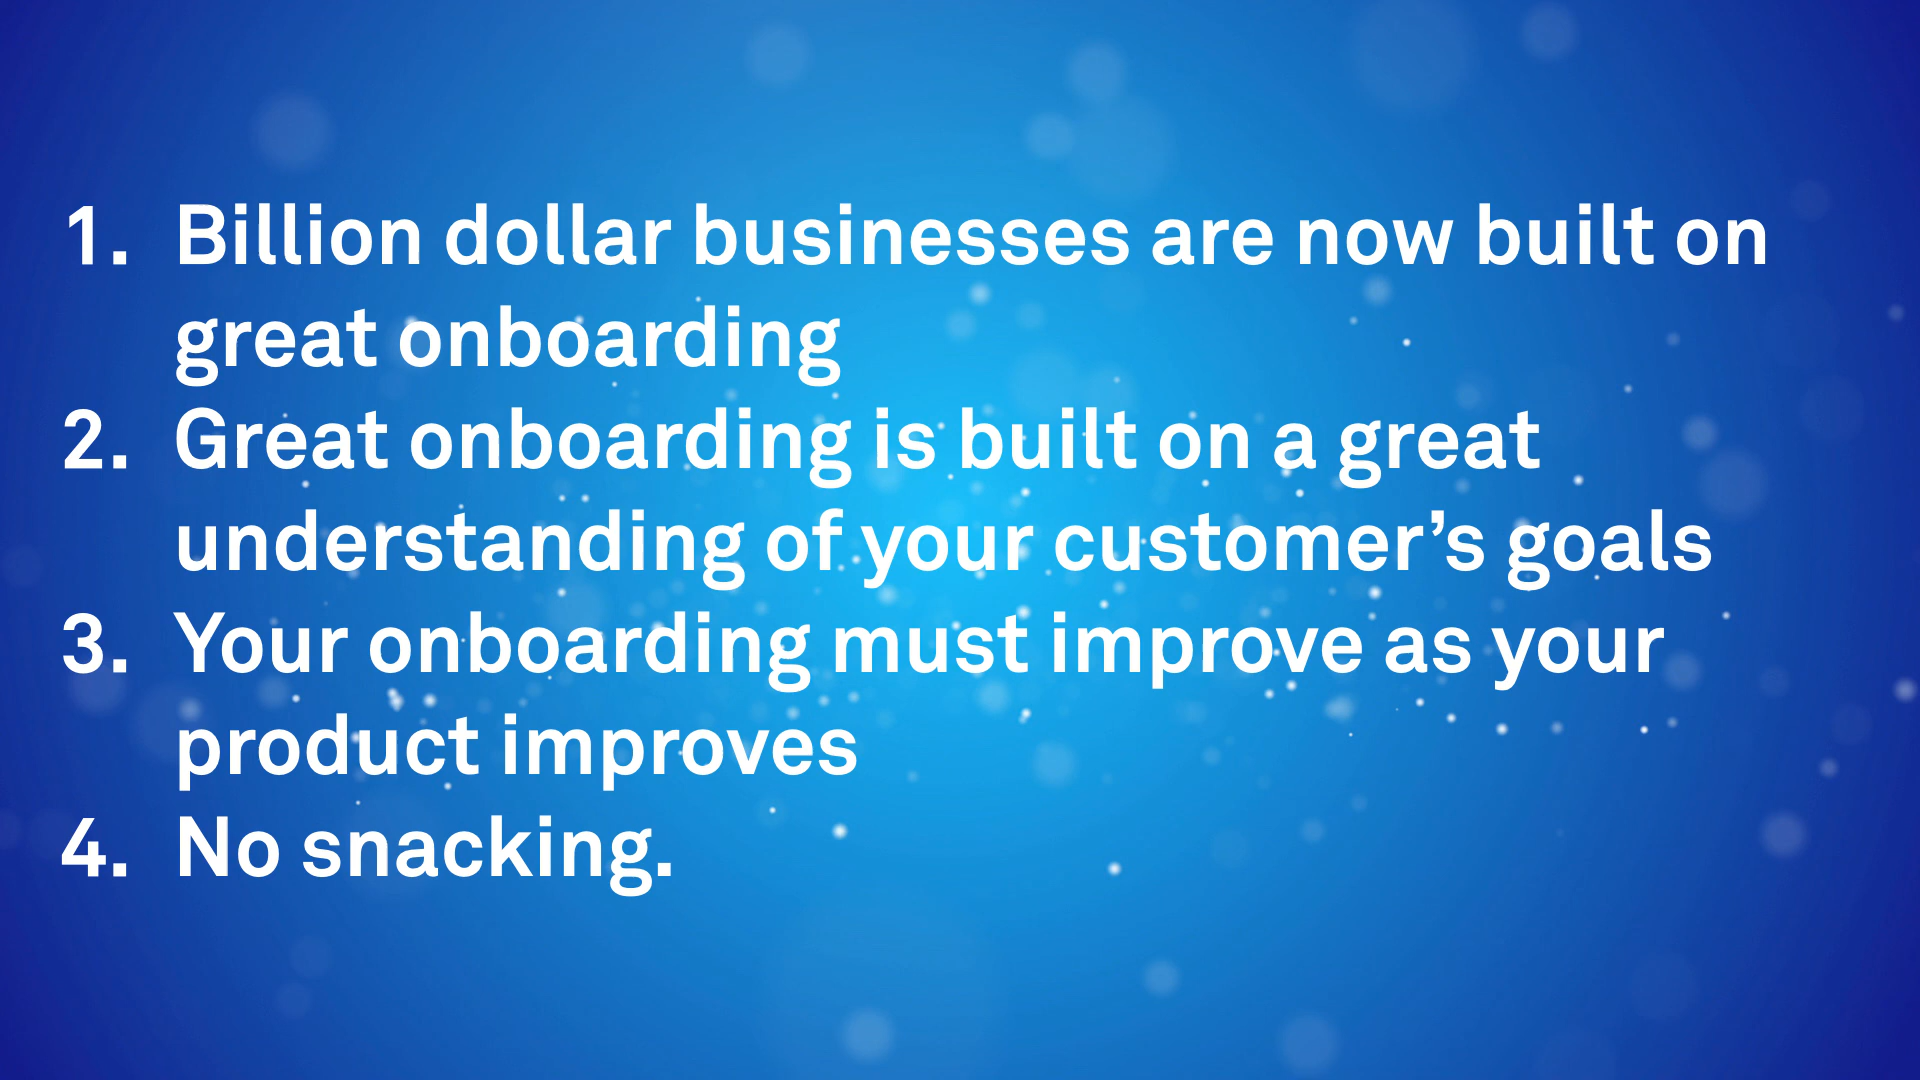 1. Billion dollar businesses are now built on
great onboarding
2. Great onboarding is built on a great
understanding of your customer’s goals
3. Your onboarding must improve as your
product improves
4. No snacking.